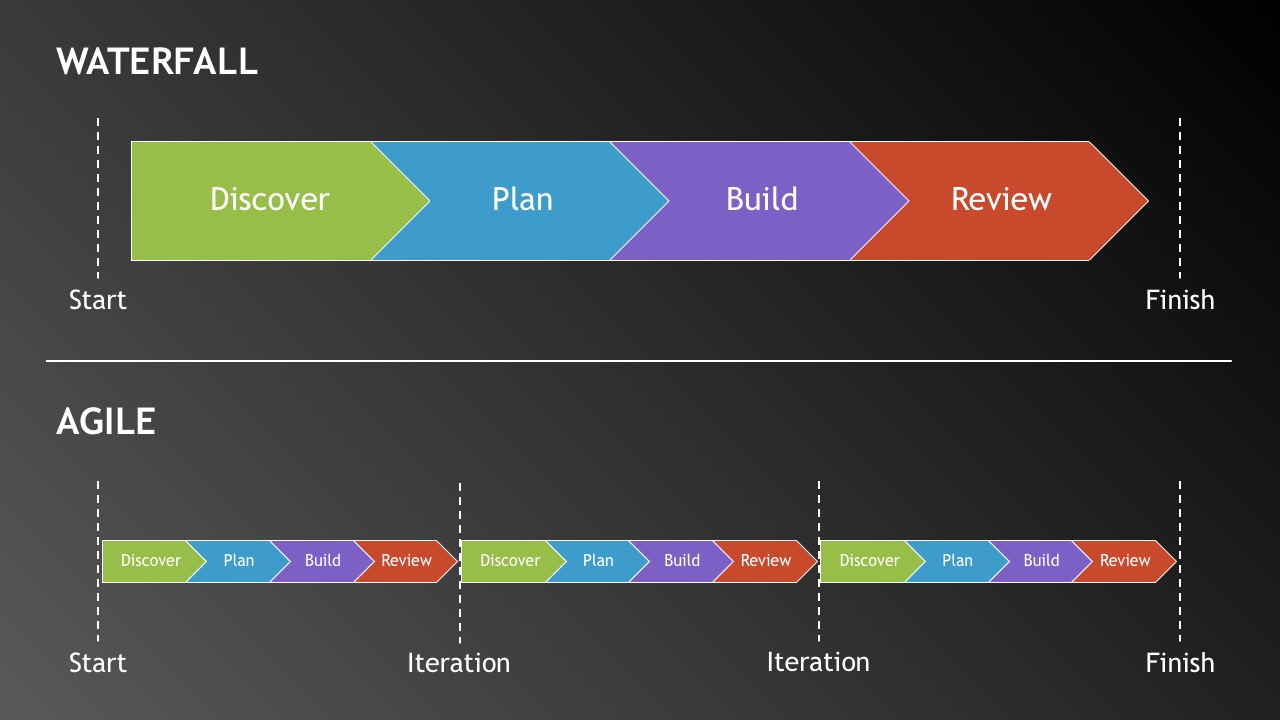 WATERFALL
Discover Plan Build Review
Start Finish
AGILE
Discover Plan Build Review Discover Plan Build Review Discover Plan Build Review
Start Iteration Iteration Finish